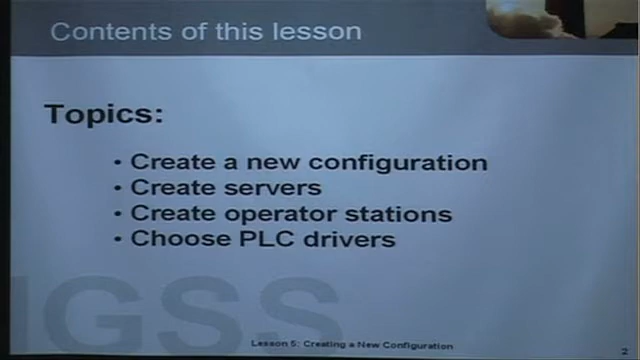 Contents of this lesson
Topics:
• Create a new configuration
• Create servers
• Create operator stations
• Choose PLC drivers
IGSS
Lesson 5: Creating a New Configuration
2